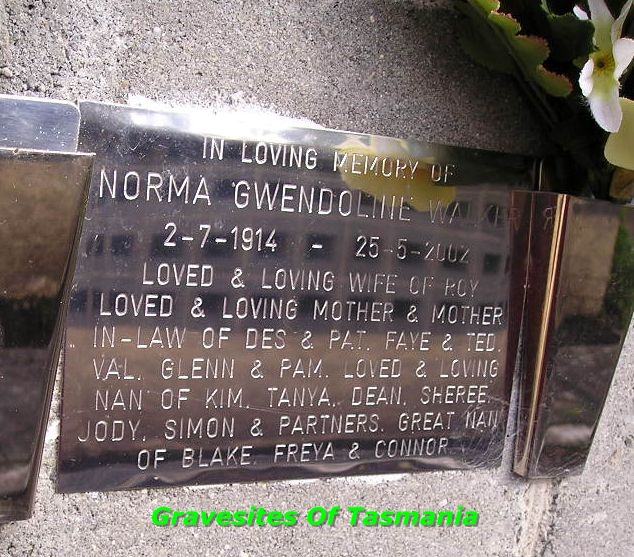 IN LOVING MEMORY OF
NORMA GWENDOLINE WALKER
2-7-1914 - 25-5-2002
LOVED & LOVING WIFE OF ROY
LOVED & LOVING MOTHER & MOTHER
IN-LAW OF DES & PAT, FAYE & TED,
VAL, GLENN & PAM. LOVED & LOVING
NAN OF KIM, TANYA, DEAN, SHEREE,
JODY, SIMON & PARTNERS. GREAT NAN
OF BLAKE, FREYA & CONNOR
Gravesites Of Tasmania